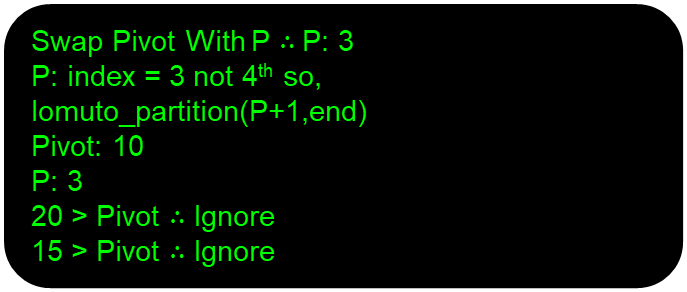 Swap Pivot With P ∴ P: 3
P: index = 3 not 4th so,
lomuto_partition(P+1,end)
Pivot: 10
P: 3
20 > Pivot ∴ Ignore
15 > Pivot ∴ Ignore